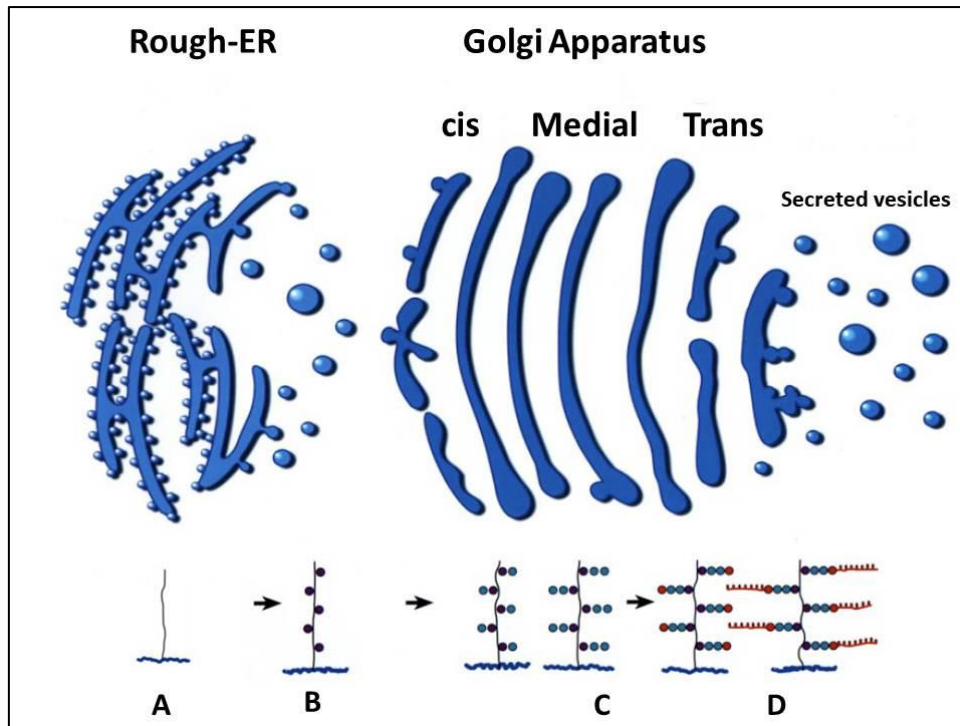 Rough-ER
Golgi Apparatus
cis
Medial
Trans
Secreted vesicles
A
B
C
D